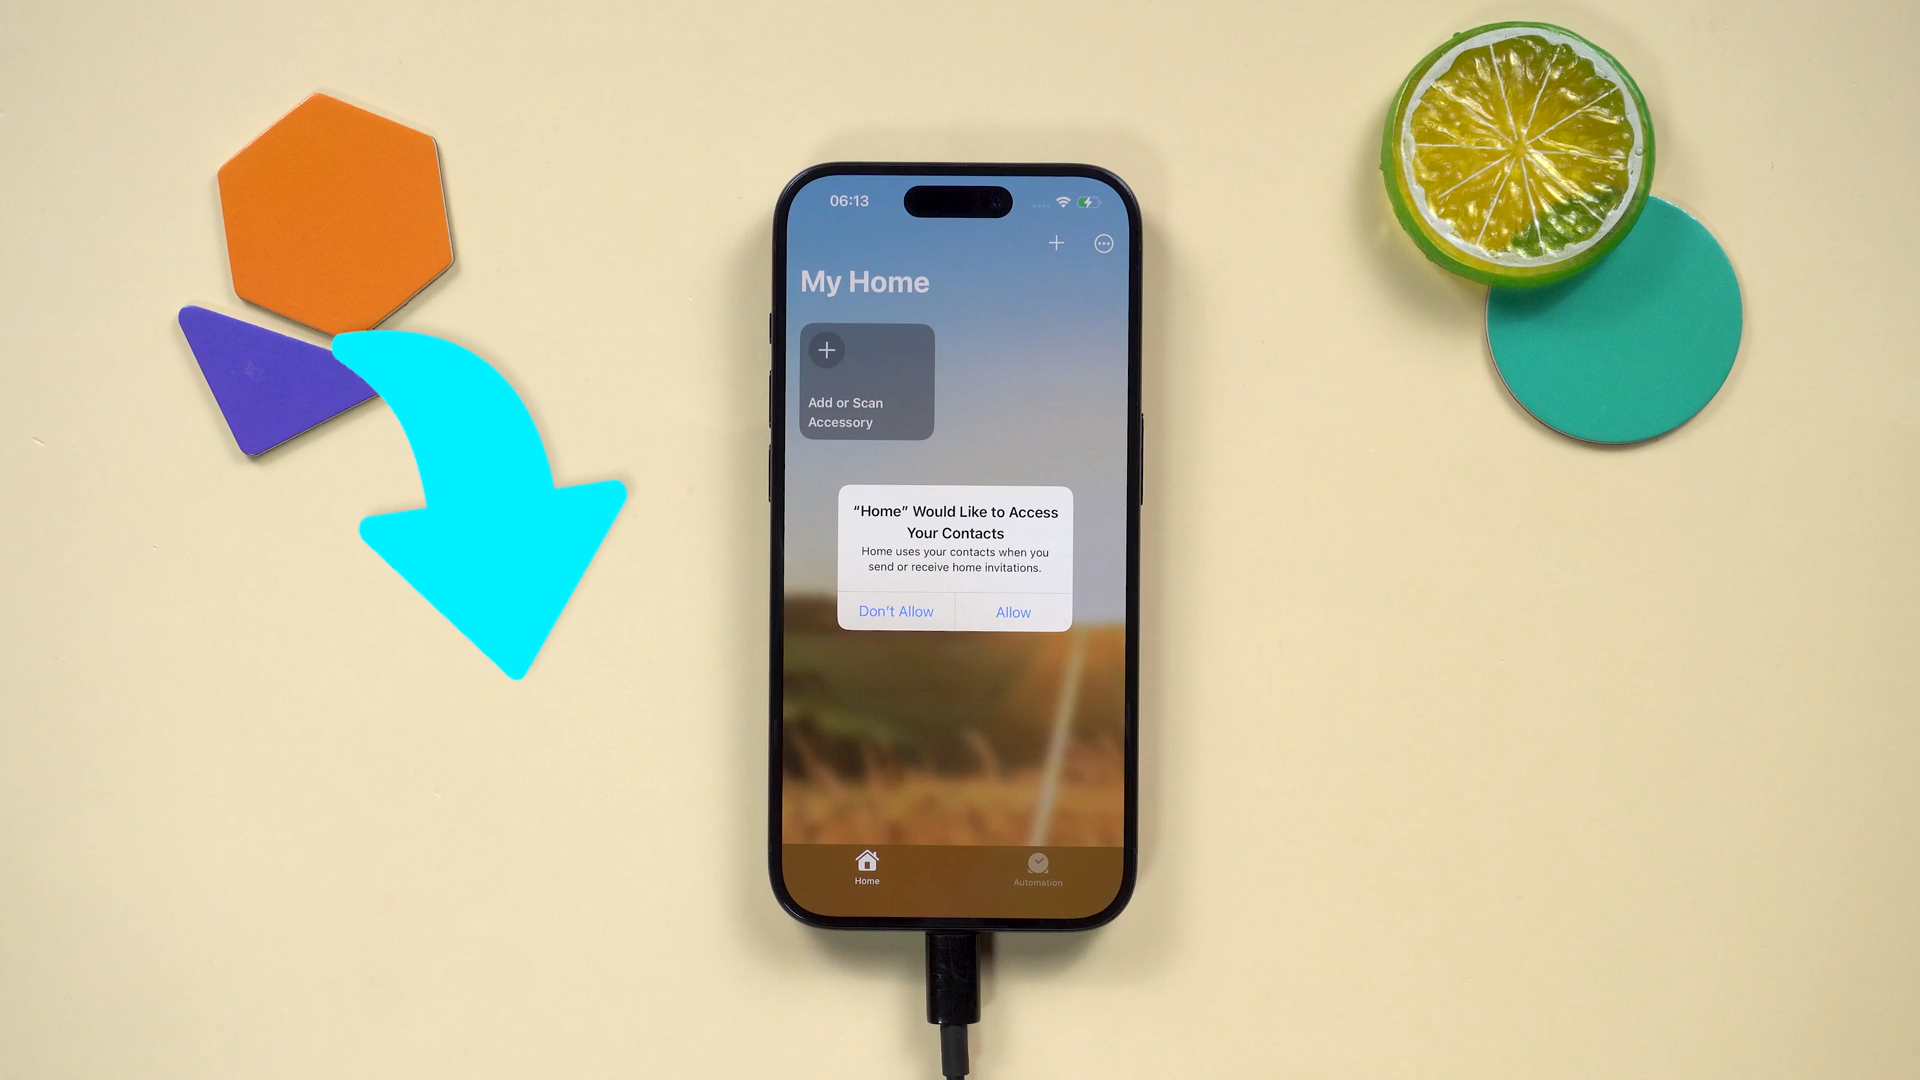 06:13
My Home
Add or Scan
Accessory
“Home” Would Like to Access
Your Contacts
Home uses your contacts when you
send or receive home invitations.
Don't Allow
Allow
Home
Automation